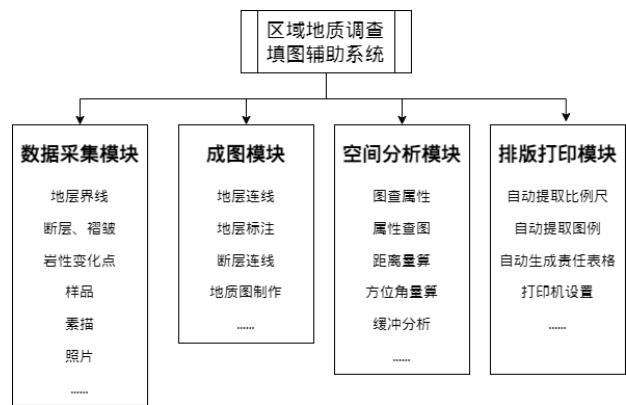 区域地质调查
填图辅助系统
数据采集模块
地层界线
断层、褶皱
岩性变化点
样品
素描
照片
......
成图模块
地层连线
地层标注
断层连线
地质图制作
......
空间分析模块
图查属性
属性查图
距离量算
方位角量算
缓冲分析
......
排版打印模块
自动提取比例尺
自动提取图例
自动生成责任表格
打印机设置
......